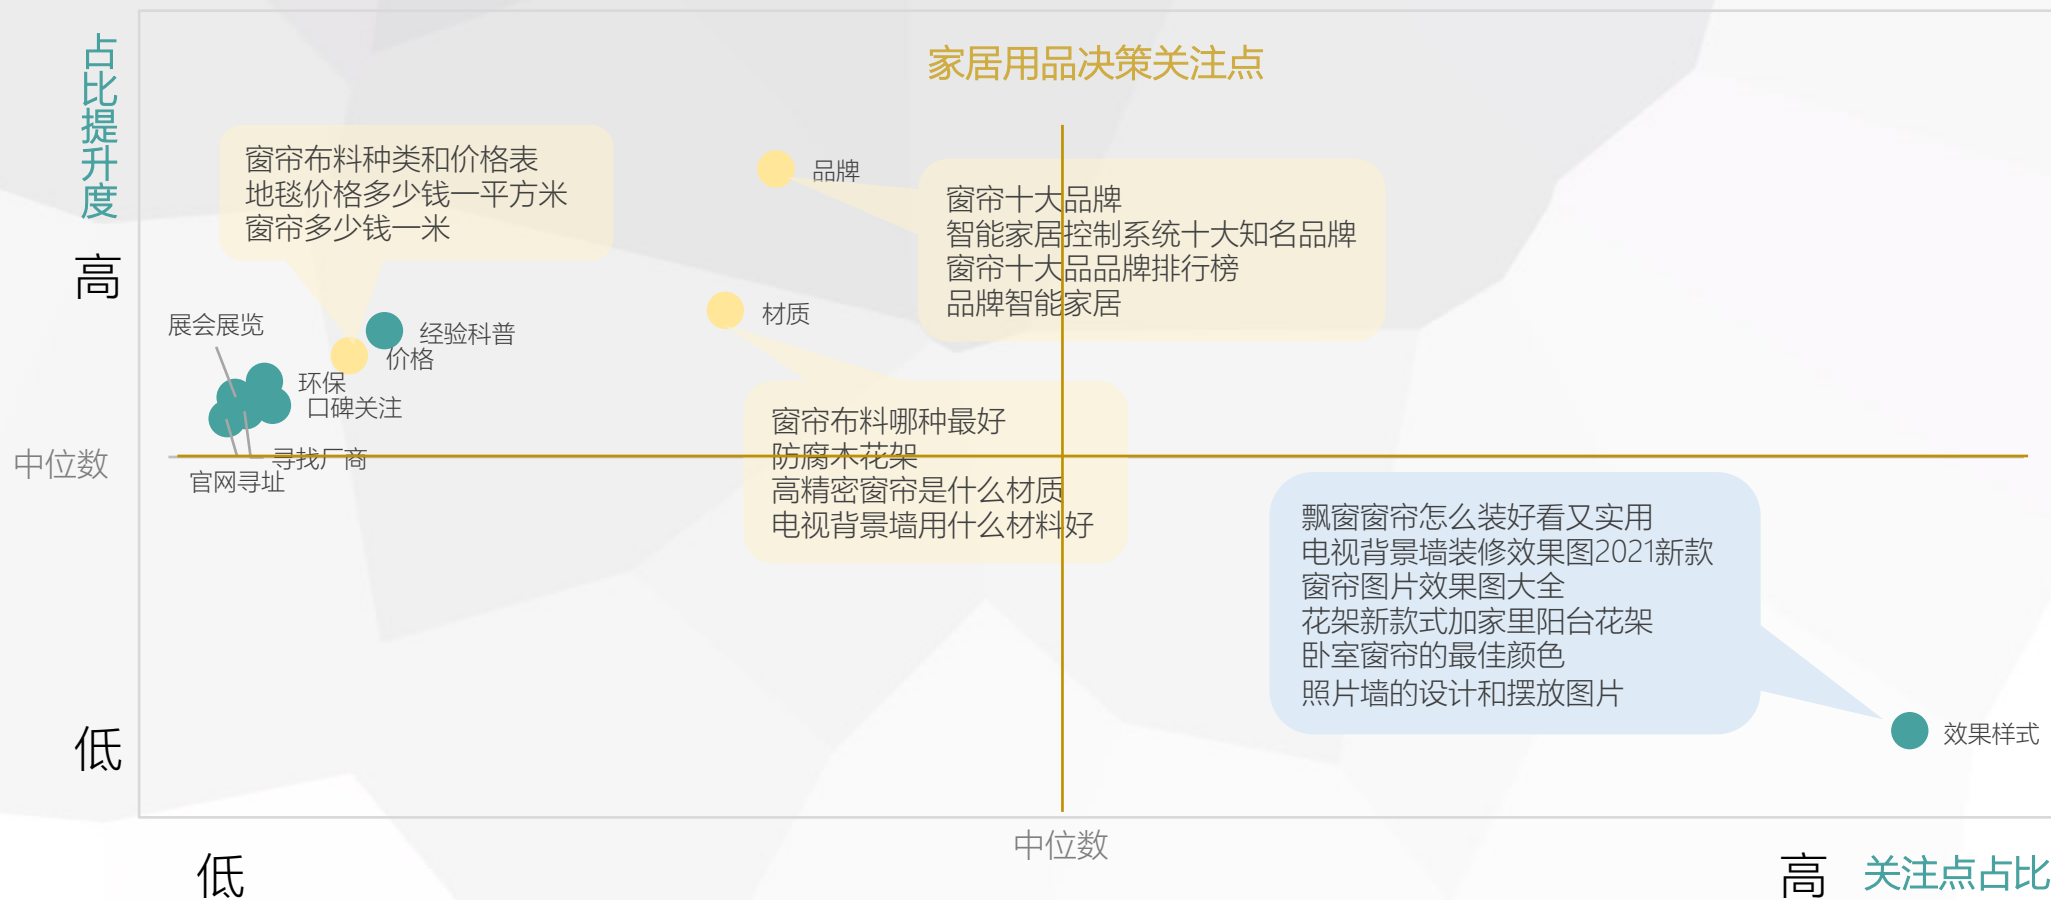 家居用品决策关注点
占比提升度
高
中位数
低
窗帘布料种类和价格表
地毯价格多少钱一平方米
窗帘多少钱一米
品牌
窗帘十大品牌
智能家居控制系统十大知名品牌
窗帘十大品品牌排行榜
品牌智能家居
材质
展会展览
经验科普
价格
环保
口碑关注
寻找厂商
官网寻址
窗帘布料哪种最好
防腐木花架
高精密窗帘是什么材质
电视背景墙用什么材料好
飘窗窗帘怎么装好看又实用
电视背景墙装修效果图2021新款
窗帘图片效果图大全
花架新款式加家里阳台花架
卧室窗帘的最佳颜色
照片墙的设计和摆放图片
效果样式
低
中位数
高
关注点占比